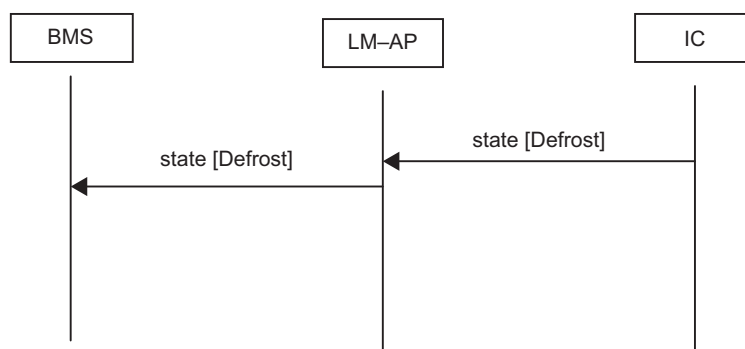 BMS
LM–AP
IC
state [Defrost]
state [Defrost]